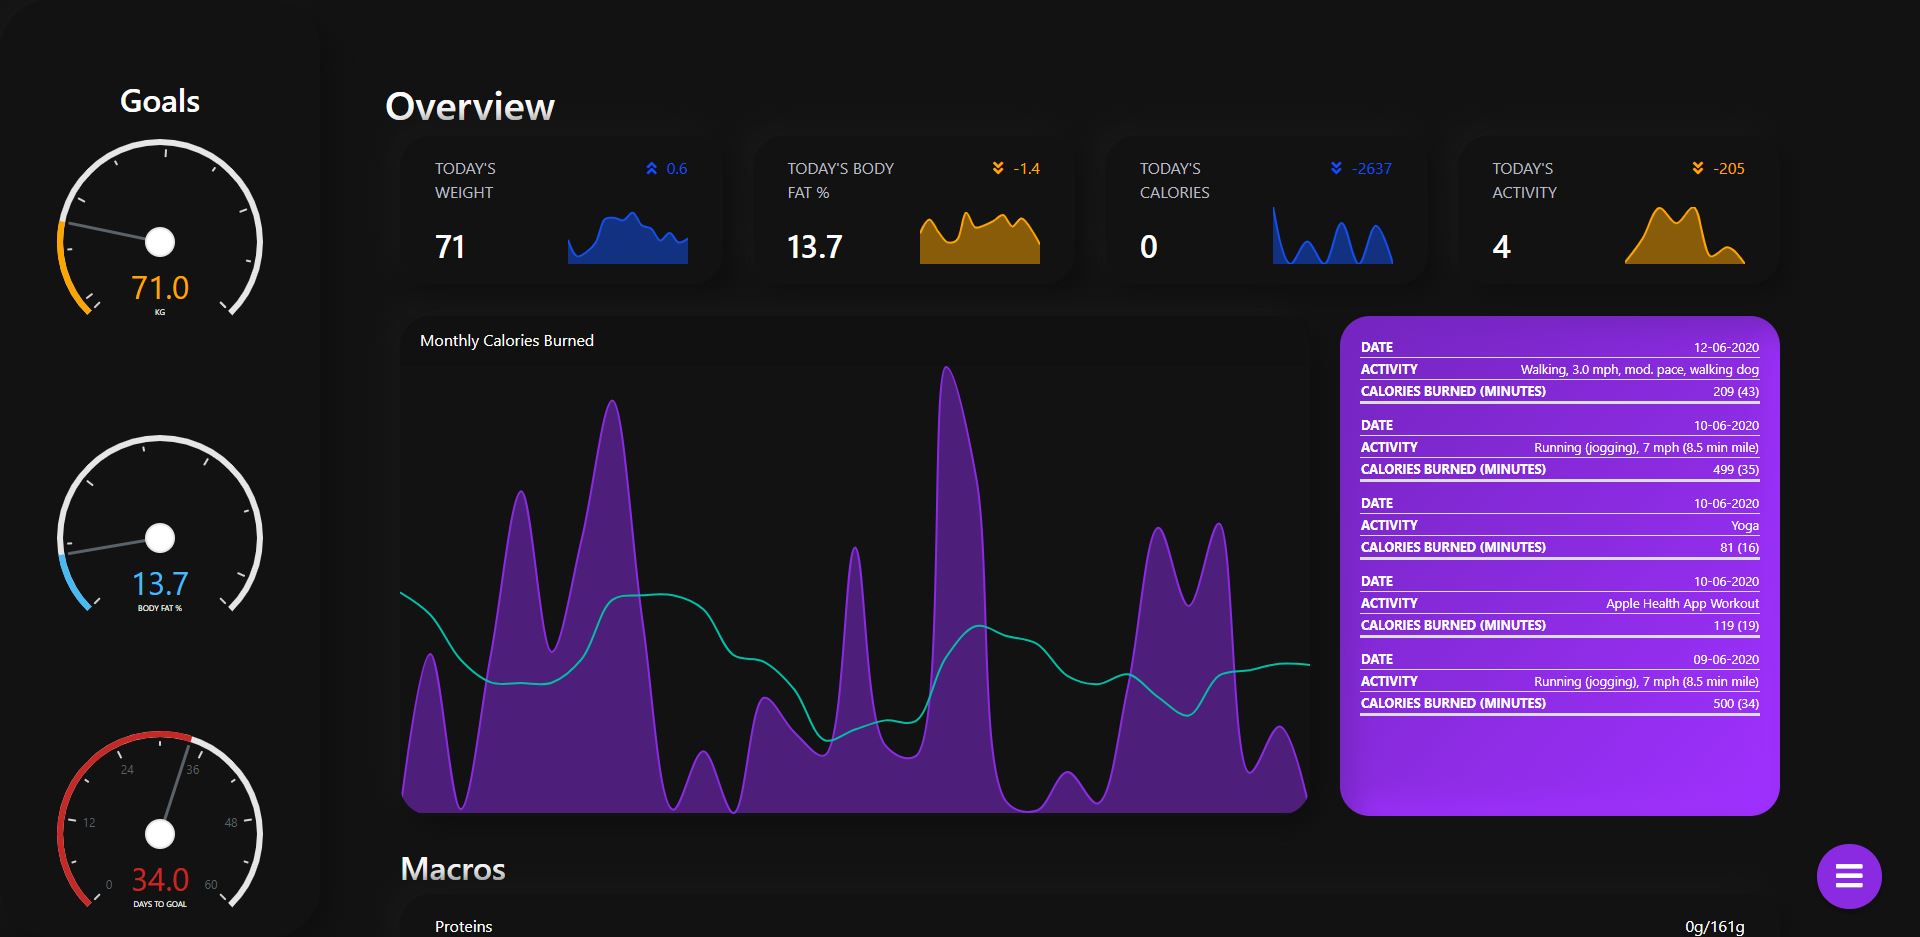 Goals
71.0
KG
13.7
BODY FAT %
24
36
12
48
0
60
34.0
DAYS TO GOAL
Overview
TODAY'S
WEIGHT
0.6
71
TODAY'S BODY
FAT %
-1.4
13.7
TODAY'S
CALORIES
-2637
0
TODAY'S
ACTIVITY
-205
4
Monthly Calories Burned
DATE 12-06-2020
ACTIVITY Walking, 3.0 mph, mod. pace, walking dog
CALORIES BURNED (MINUTES) 209 (43)
DATE 10-06-2020
ACTIVITY Running (jogging), 7 mph (8.5 min mile)
CALORIES BURNED (MINUTES) 499 (35)
DATE 10-06-2020
ACTIVITY Yoga
CALORIES BURNED (MINUTES) 81 (16)
DATE 10-06-2020
ACTIVITY Apple Health App Workout
CALORIES BURNED (MINUTES) 119 (19)
DATE 09-06-2020
ACTIVITY Running (jogging), 7 mph (8.5 min mile)
CALORIES BURNED (MINUTES) 500 (34)
Macros
Proteins 0g/161g